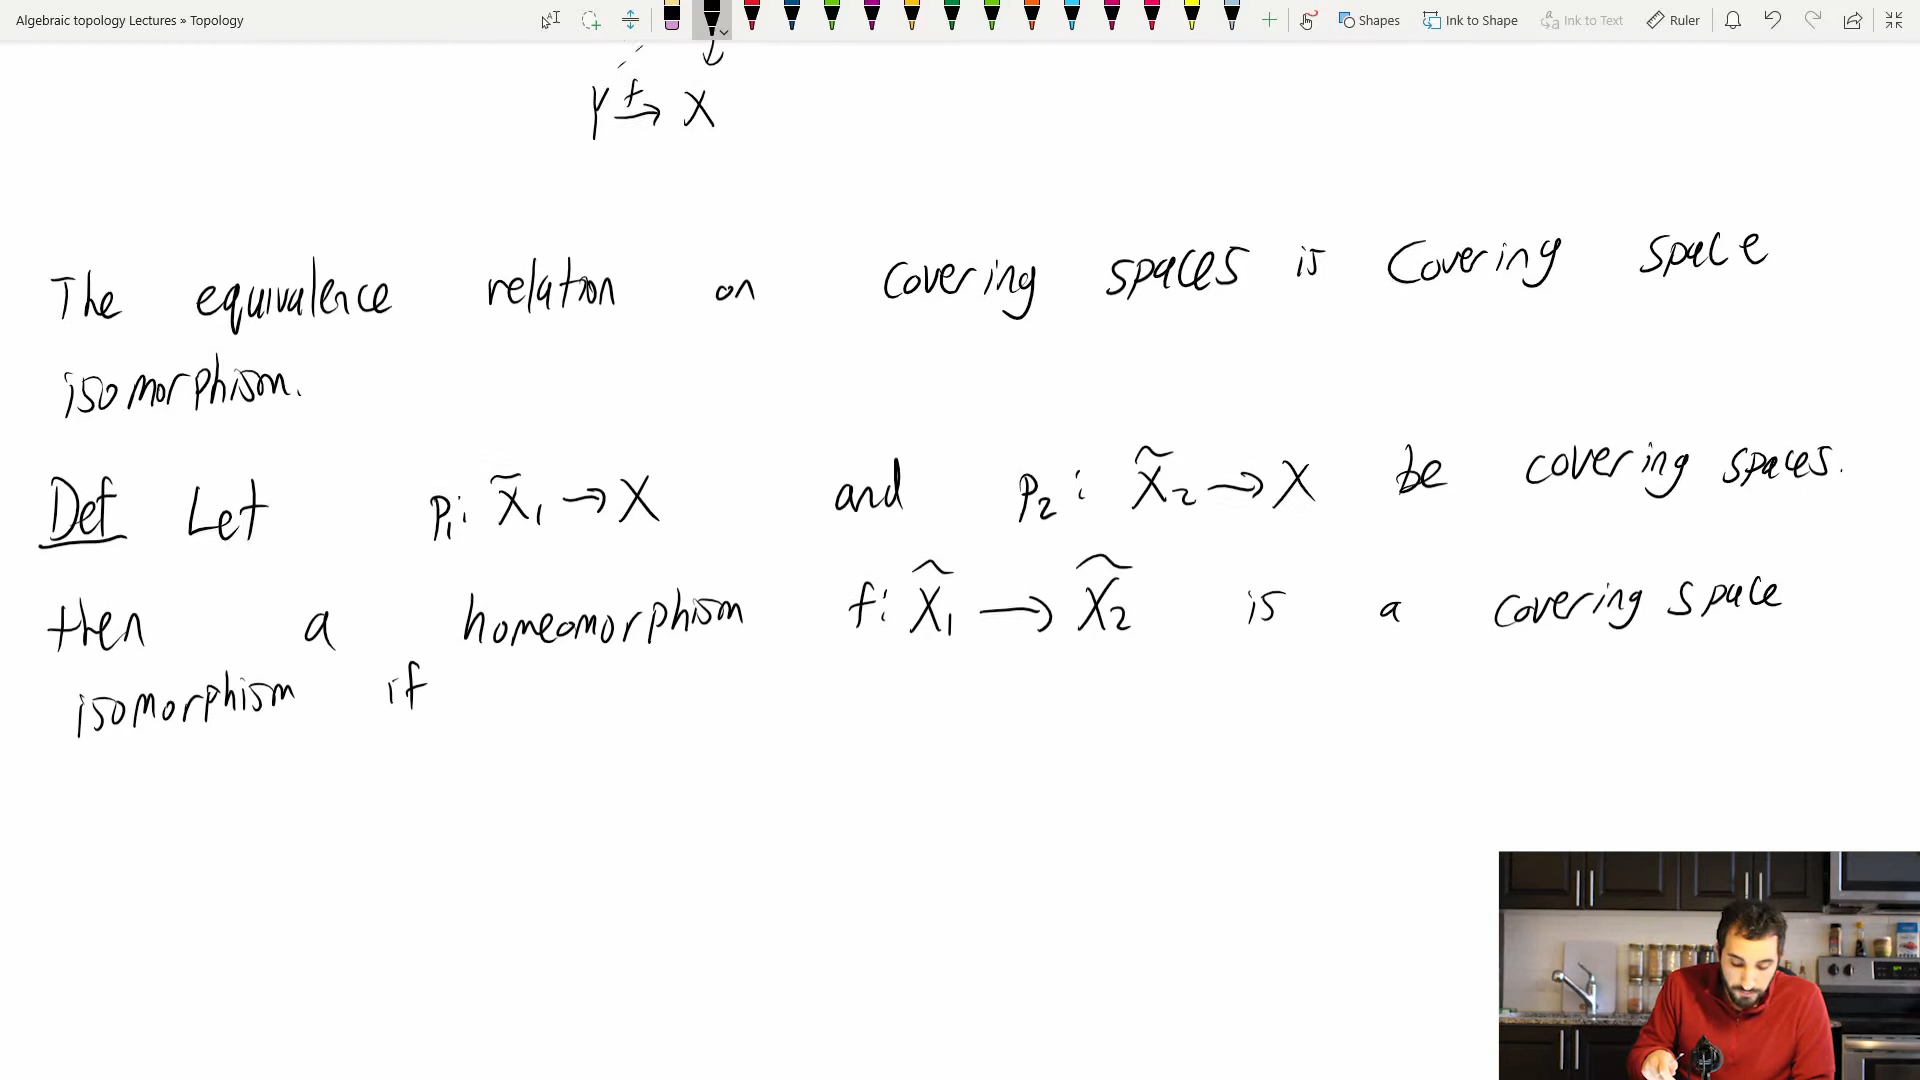 Algebraic topology Lectures » Topology
Shapes
Ink to Shape
Ink to Text
Ruler
Y f→ X
The equivalence relation on covering spaces is Covering space
isomorphism.
Def Let p₁: X̃₁ → X and p₂: X̃₂ → X be covering spaces.
then a homeomorphism f: X̃₁ → X̃₂ is a covering space
isomorphism if